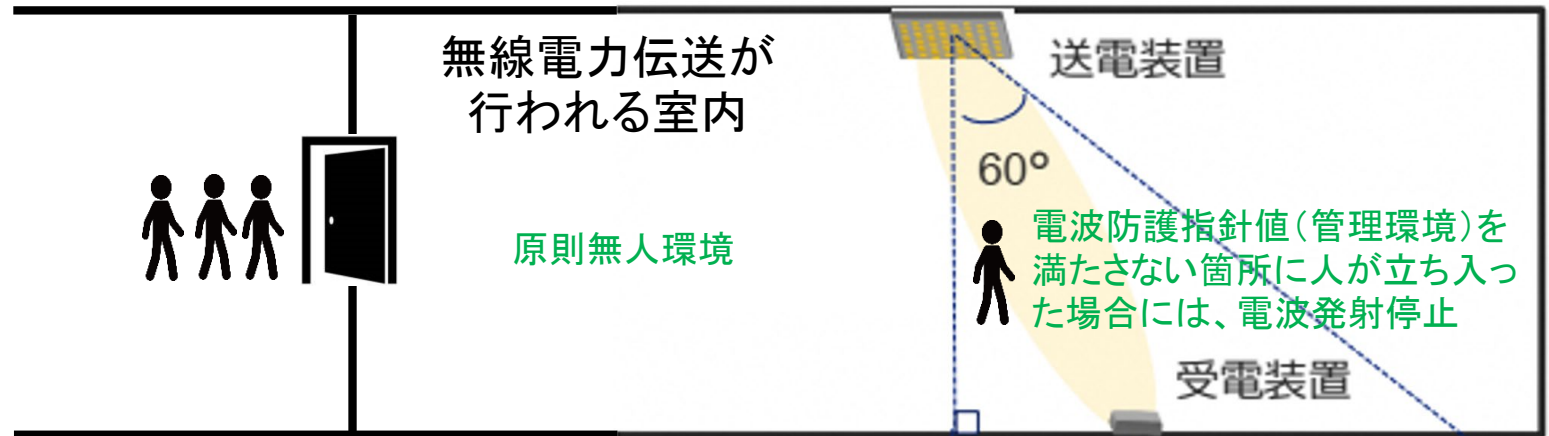 無線電力伝送が
行われる室内
送電装置
60°
原則無人環境
電波防護指針値(管理環境)を
満たさない箇所に人が立ち入っ
た場合には、電波発射停止
受電装置